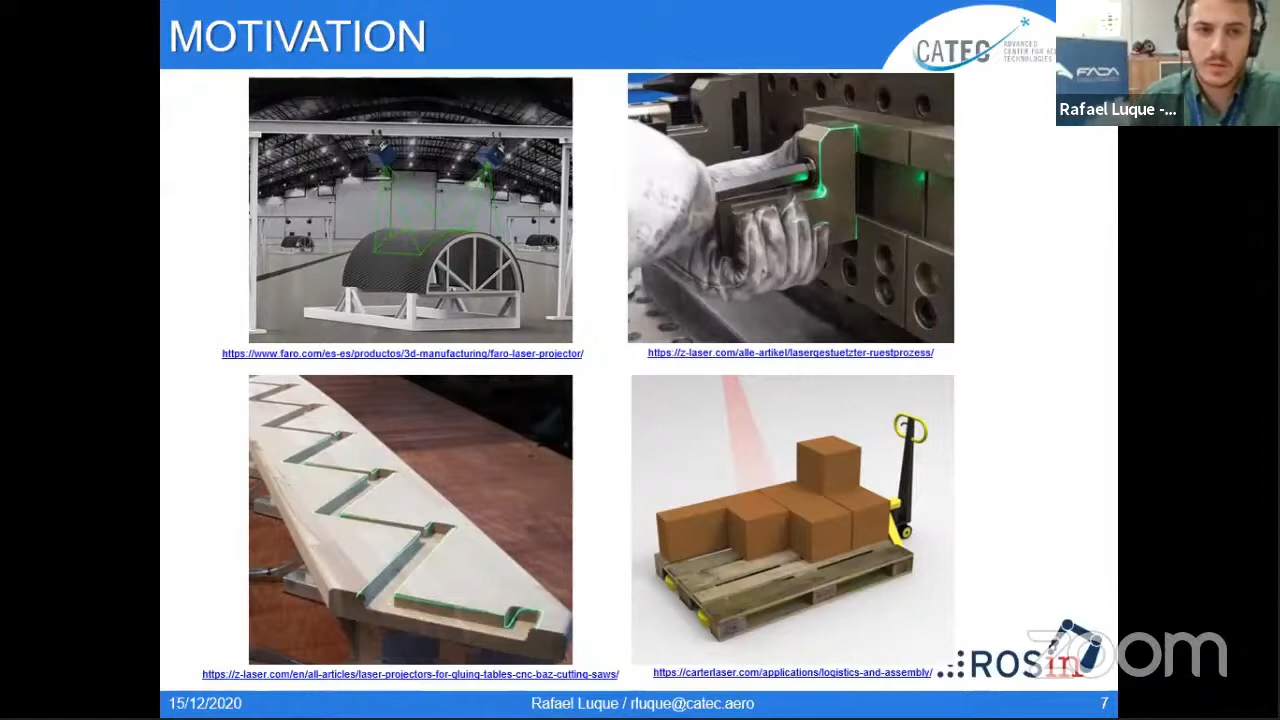 MOTIVATION
CATEC
ADVANCED
CENTER FOR
TECHNOLOGIES
FADA
Rafael Luque -...
https://www.faro.com/es-es/productos/3d-manufacturing/faro-laser-projector/
https://z-laser.com/alle-artikel/lasergestuetzter-ruestprozess/
https://z-laser.com/en/all-articles/laser-projectors-for-gluing-tables-cnc-baz-cutting-saws/
https://carterlaser.com/applications/logistics-and-assembly/
ROSin
zoom
15/12/2020
Rafael Luque / rluque@catec.aero
7